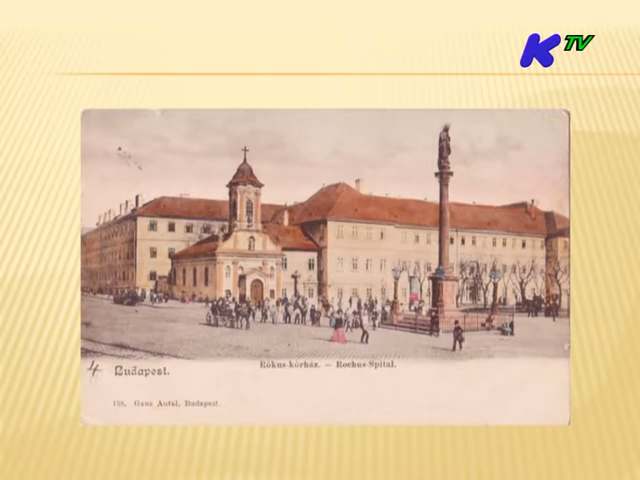 K TV
4 Budapest.
Rókus-kórház. — Rochus-Spital.
Ganz Antal, Budapest.